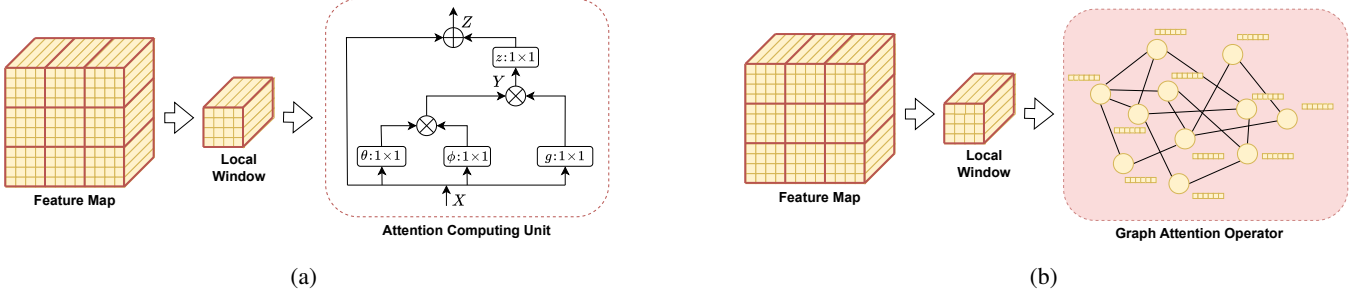 Z
z:1×1
Y
θ:1×1
ϕ:1×1
g:1×1
X
Local
Window
Feature Map
Attention Computing Unit
(a)
Local
Window
Feature Map
Graph Attention Operator
(b)